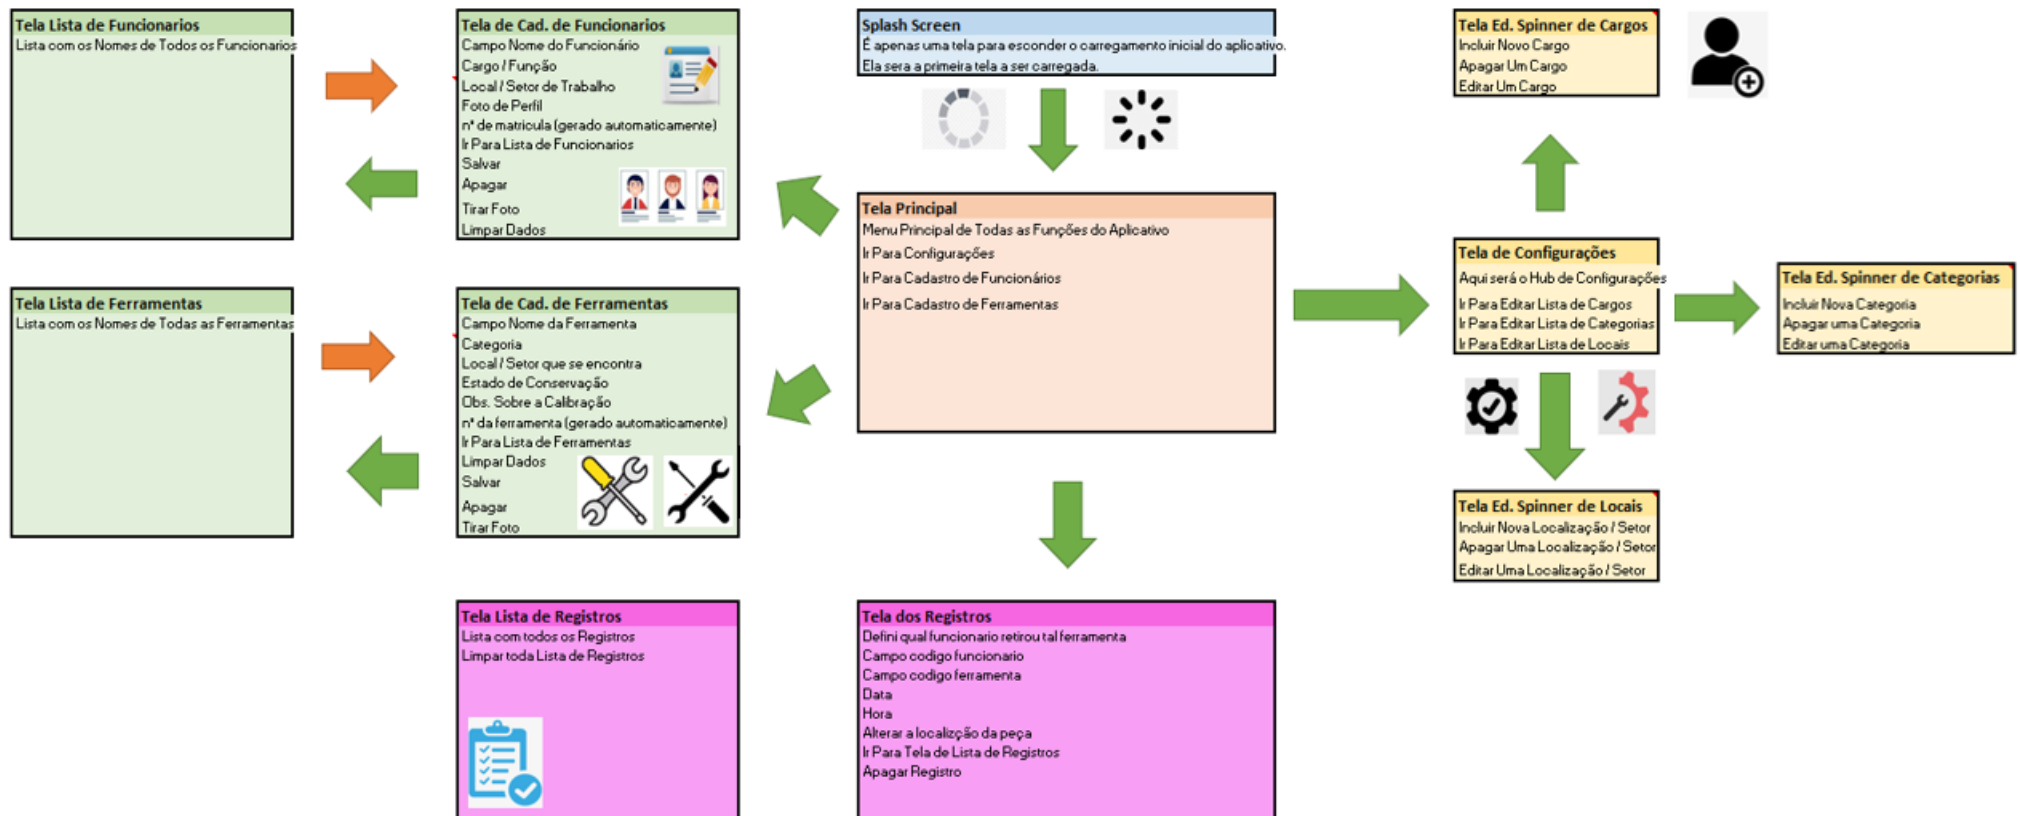 Tela Lista de Funcionarios
Lista com os Nomes de Todos os Funcionarios
Tela de Cad. de Funcionarios
Campo Nome do Funcionário
Cargo / Função
Local / Setor de Trabalho
Foto de Perfil
n° de matricula (gerado automaticamente)
Ir Para Lista de Funcionarios
Salvar
Apagar
Tirar Foto
Limpar Dados
Splash Screen
É apenas uma tela para esconder o carregamento inicial do aplicativo.
Ela sera a primeira tela a ser carregada.
Tela Ed. Spinner de Cargos
Incluir Novo Cargo
Apagar Um Cargo
Editar Um Cargo
Tela Principal
Menu Principal de Todas as Funções do Aplicativo
Ir Para Configurações
Ir Para Cadastro de Funcionários
Ir Para Cadastro de Ferramentas
Tela de Configurações
Aqui será o Hub de Configurações
Ir Para Editar Lista de Cargos
Ir Para Editar Lista de Categorias
Ir Para Editar Lista de Locais
Tela Ed. Spinner de Categorias
Incluir Nova Categoria
Apagar uma Categoria
Editar uma Categoria
Tela Lista de Ferramentas
Lista com os Nomes de Todas as Ferramentas
Tela de Cad. de Ferramentas
Campo Nome da Ferramenta
Categoria
Local / Setor que se encontra
Estado de Conservação
Obs. Sobre a Calibração
n° da ferramenta (gerado automaticamente)
Ir Para Lista de Ferramentas
Limpar Dados
Salvar
Apagar
Tirar Foto
Tela Ed. Spinner de Locais
Incluir Nova Localização / Setor
Apagar Uma Localização / Setor
Editar Uma Localização / Setor
Tela Lista de Registros
Lista com todos os Registros
Limpar toda Lista de Registros
Tela dos Registros
Defini qual funcionario retirou tal ferramenta
Campo codigo funcionario
Campo codigo ferramenta
Data
Hora
Alterar a localizção da peça
Ir Para Tela de Lista de Registros
Apagar Registro